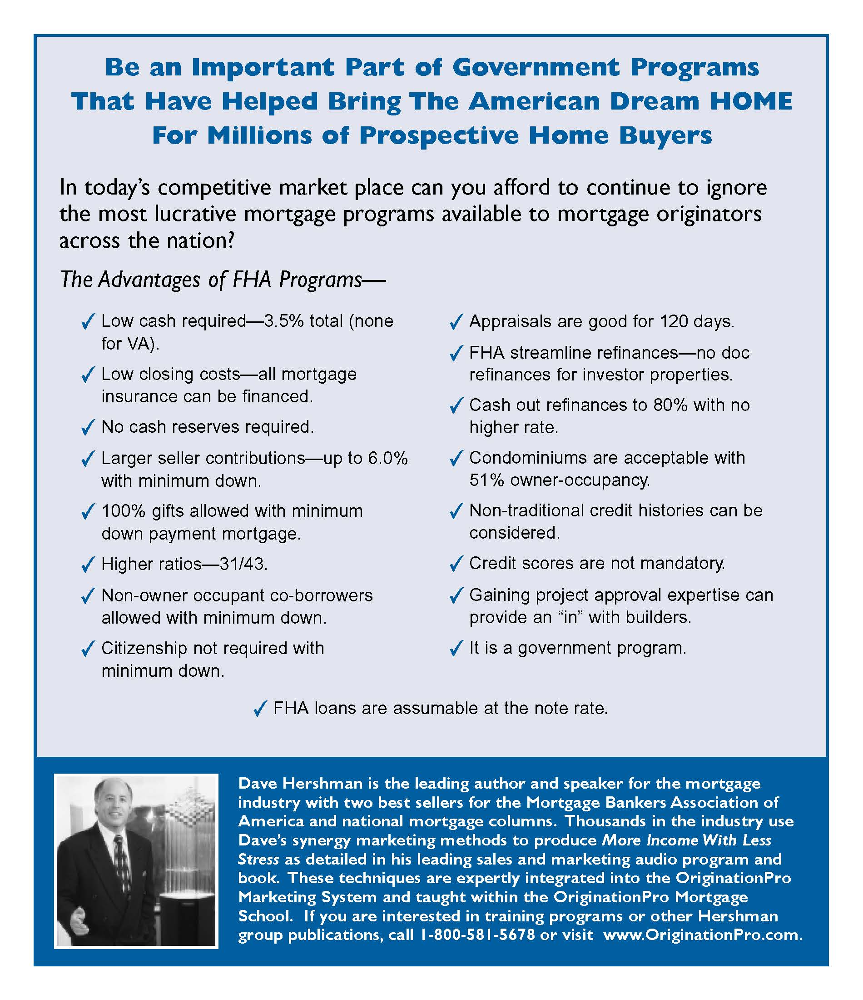 Be an Important Part of Government Programs
That Have Helped Bring The American Dream HOME
For Millions of Prospective Home Buyers
In today's competitive market place can you afford to continue to ignore
the most lucrative mortgage programs available to mortgage originators
across the nation?
The Advantages of FHA Programs—
✓ Low cash required—3.5% total (none
for VA).
✓ Low closing costs—all mortgage
insurance can be financed.
✓ No cash reserves required.
✓ Larger seller contributions—up to 6.0%
with minimum down.
✓ 100% gifts allowed with minimum
down payment mortgage.
✓ Higher ratios—31/43.
✓ Non-owner occupant co-borrowers
allowed with minimum down.
✓ Citizenship not required with
minimum down.
✓ Appraisals are good for 120 days.
✓ FHA streamline refinances—no doc
refinances for investor properties.
✓ Cash out refinances to 80% with no
higher rate.
✓ Condominiums are acceptable with
51% owner-occupancy.
✓ Non-traditional credit histories can be
considered.
✓ Credit scores are not mandatory.
✓ Gaining project approval expertise can
provide an “in” with builders.
✓ It is a government program.
✓ FHA loans are assumable at the note rate.
Dave Hershman is the leading author and speaker for the mortgage
industry with two best sellers for the Mortgage Bankers Association of
America and national mortgage columns.  Thousands in the industry use
Dave's synergy marketing methods to produce More Income With Less
Stress as detailed in his leading sales and marketing audio program and
book.  These techniques are expertly integrated into the OriginationPro
Marketing System and taught within the OriginationPro Mortgage
School.  If you are interested in training programs or other Hershman
group publications, call 1-800-581-5678 or visit  www.OriginationPro.com.